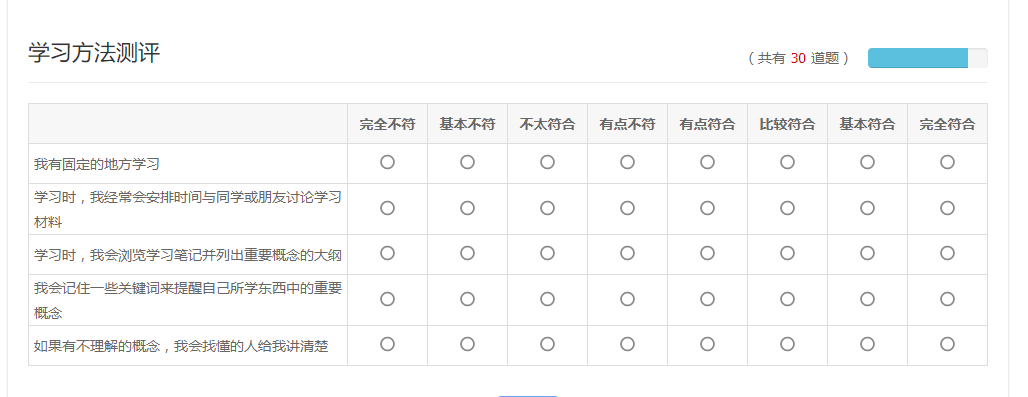 学习方法测评
（共有 30 道题）
完全不符 基本不符 不太符合 有点不符 有点符合 比较符合 基本符合 完全符合
我有固定的地方学习
学习时，我经常会安排时间与同学或朋友讨论学习
材料
学习时，我会浏览学习笔记并列出重要概念的大纲
我会记住一些关键词来提醒自己所学东西中的重要
概念
如果有不理解的概念，我会找懂的人给我讲清楚